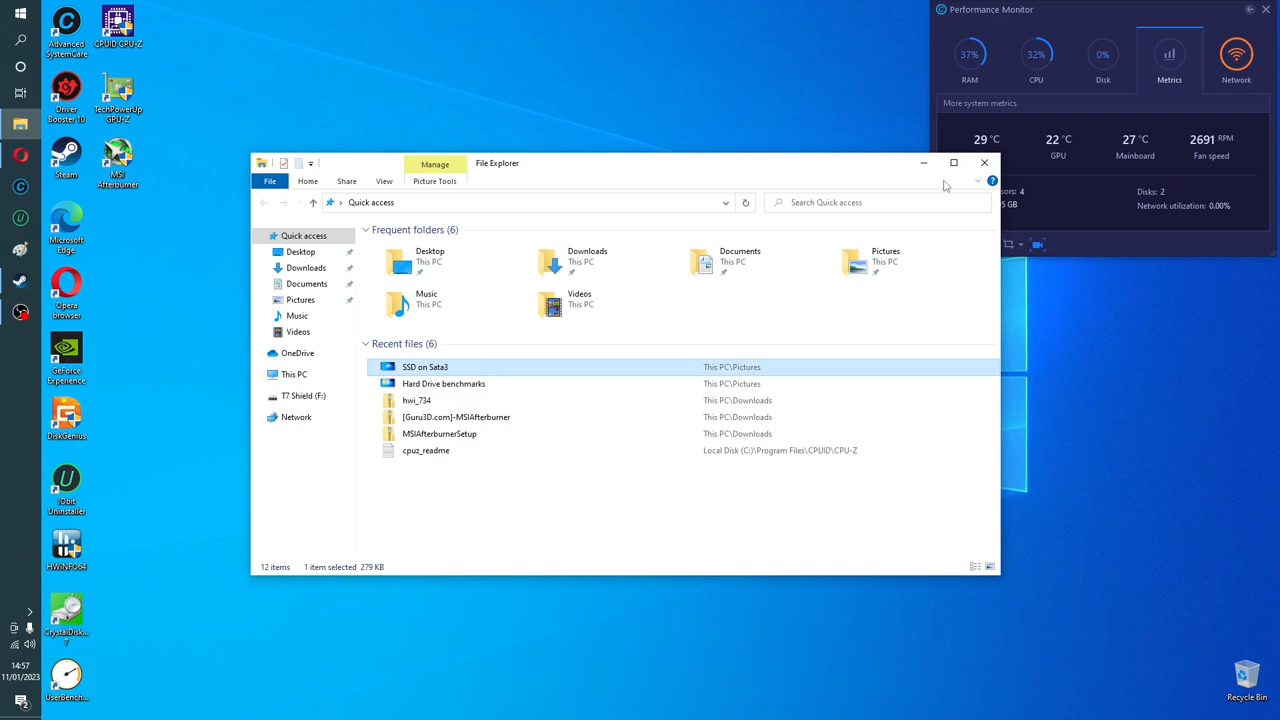 Advanced
SystemCare
CPUID CPU-Z
Driver
Booster 10
TechPowerUp
GPU-Z
Steam
MSI
Afterburner
Microsoft
Edge
Opera
browser
GeForce
Experience
DiskGenius
IObit
Uninstaller
HWiNFO64
CrystalDisk...
7
UserBench...
14:57
11/01/2023
2
Performance Monitor
37%
32%
0%
RAM
CPU
Disk
Metrics
Network
More system metrics
29 °C
22 °C
27 °C
2691 RPM
CPU
GPU
Mainboard
Fan speed
Disks: 2
Network utilization: 0.00%
Manage
File Explorer
File
Home
Share
View
Picture Tools
Quick access
Search Quick access
Quick access
Desktop
Downloads
Documents
Pictures
Music
Videos
OneDrive
This PC
T7 Shield (F:)
Network
Frequent folders (6)
Desktop
This PC
Downloads
This PC
Documents
This PC
Pictures
This PC
Music
This PC
Videos
This PC
Recent files (6)
SSD on Sata3 This PC\Pictures
Hard Drive benchmarks This PC\Pictures
hwi_734 This PC\Downloads
[Guru3D.com]-MSIAfterburner This PC\Downloads
MSIAfterburnerSetup This PC\Downloads
cpuz_readme Local Disk (C:)\Program Files\CPUID\CPU-Z
12 items 1 item selected 279 KB
Recycle Bin